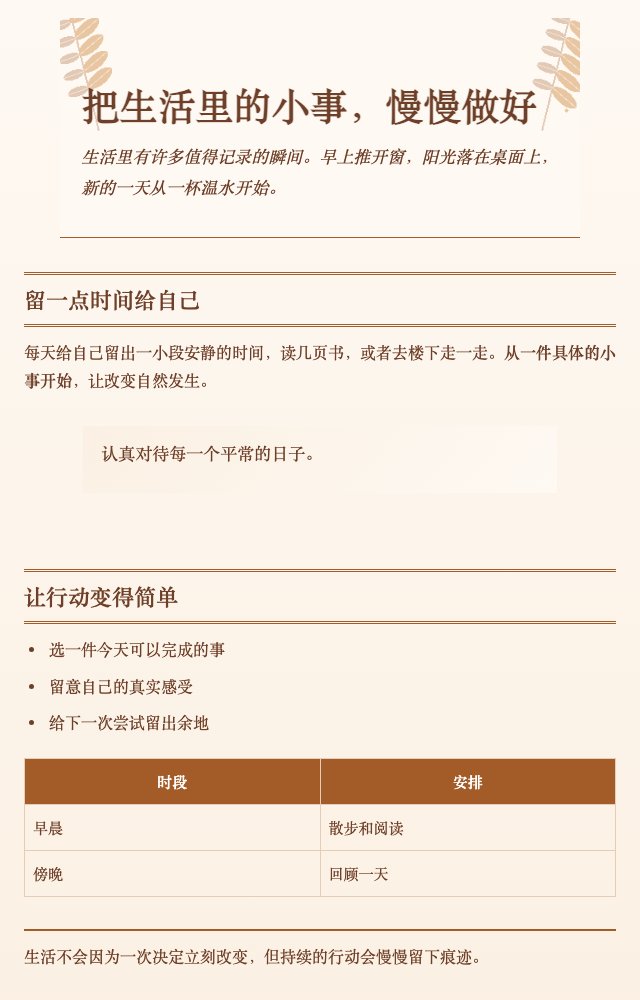 把生活里的小事，慢慢做好
生活里有许多值得记录的瞬间。早上推开窗，阳光落在桌面上，
新的一天从一杯温水开始。
留一点时间给自己
每天给自己留出一小段安静的时间，读几页书，或者去楼下走一走。从一件具体的小
事开始，让改变自然发生。
认真对待每一个平常的日子。
让行动变得简单
• 选一件今天可以完成的事
• 留意自己的真实感受
• 给下一次尝试留出余地
时段 安排
早晨 散步和阅读
傍晚 回顾一天
生活不会因为一次决定立刻改变，但持续的行动会慢慢留下痕迹。